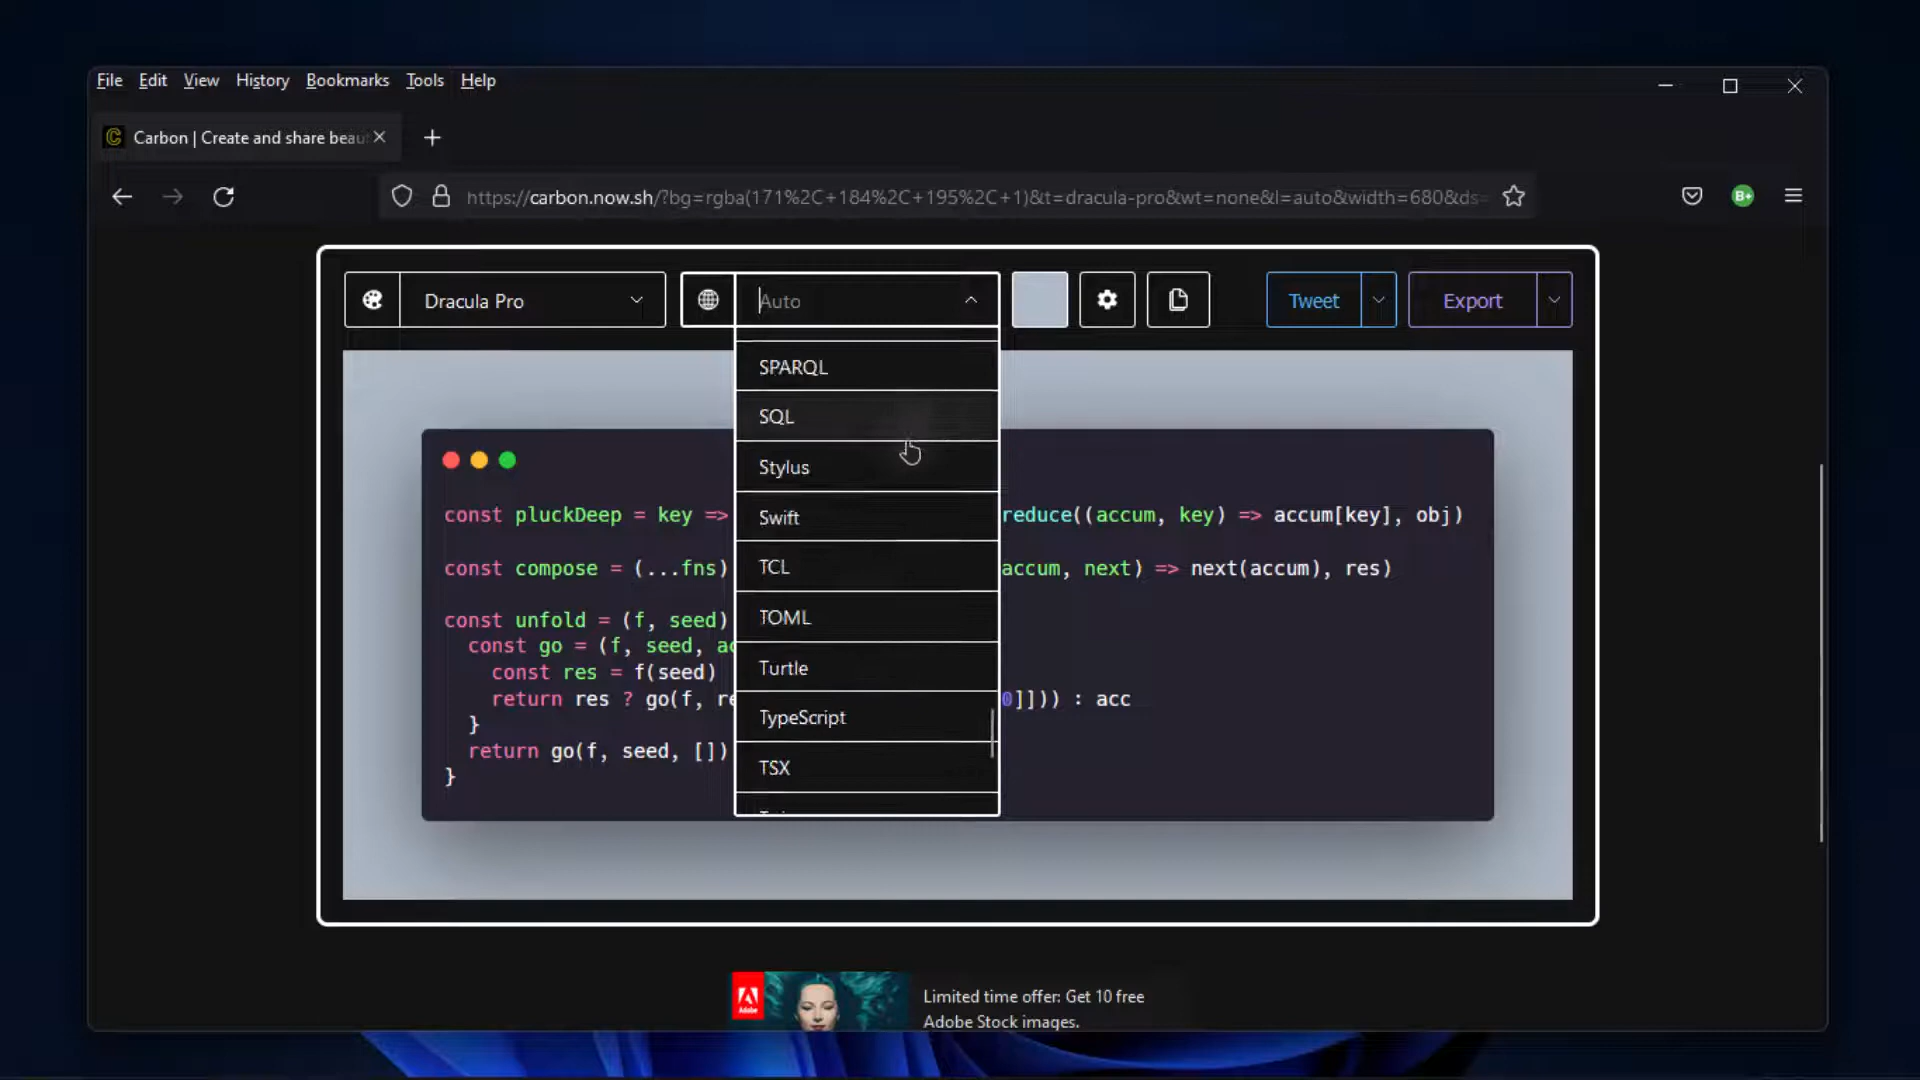 File Edit View History Bookmarks Tools Help
Carbon | Create and share beau
https://carbon.now.sh/?bg=rgba(171%2C+184%2C+195%2C+1)&t=dracula-pro&wt=none&l=auto&width=680&ds=
B+
Dracula Pro
Auto
Tweet
Export
SPARQL
SQL
Stylus
Swift
TCL
TOML
Turtle
TypeScript
TSX
const pluckDeep = key => reduce((accum, key) => accum[key], obj)
const compose = (...fns) accum, next) => next(accum), res)
const unfold = (f, seed)
const go = (f, seed, ac
const res = f(seed)
return res ? go(f, re 0]])) : acc
}
return go(f, seed, [])
}
Adobe
Limited time offer: Get 10 free
Adobe Stock images.